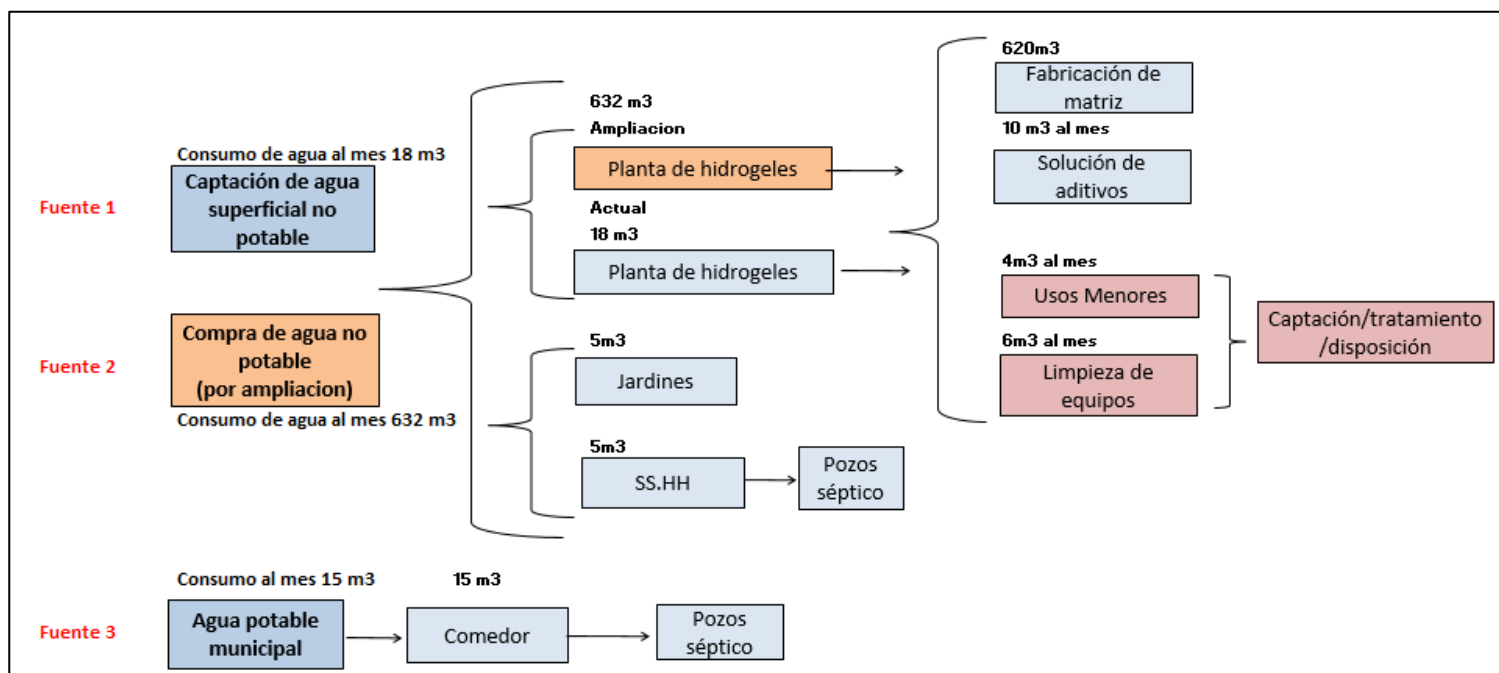 Consumo de agua al mes 18 m3
Fuente 1
Captación de agua
superficial no
potable
Fuente 2
Compra de agua no
potable
(por ampliacion)
Consumo de agua al mes 632 m3
632 m3
Ampliacion
Planta de hidrogeles
Actual
18 m3
Planta de hidrogeles
5m3
Jardines
5m3
SS.HH
Pozos
séptico
620m3
Fabricación de
matriz
10 m3 al mes
Solución de
aditivos
4m3 al mes
Usos Menores
6m3 al mes
Limpieza de
equipos
Captación/tratamiento
/disposición
Fuente 3
Consumo al mes 15 m3
Agua potable
municipal
15 m3
Comedor
Pozos
séptico